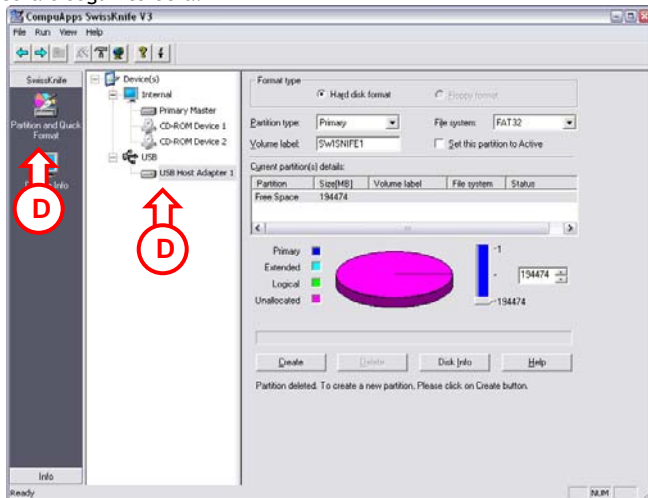 CompuApps SwissKnife V3
File Run View Help
SwissKnife
Partition and Quick
Format
Info
D
Info
Device(s)
Internal
Primary Master
CD-ROM Device 1
CD-ROM Device 2
USB
USB Host Adapter 1
D
Format type
Hard disk format Floppy format
Partition type: Primary File system: FAT32
Volume label: SWISNIFE1 Set this partition to Active
Current partition(s) details:
Partition Size[MB] Volume label File system Status
Free Space 194474
Primary
Extended
Logical
Unallocated
-1
-
-194474
194474
Create Delete Disk Info Help
Partition deleted. To create a new partition, Please click on Create button.
Ready
NUM